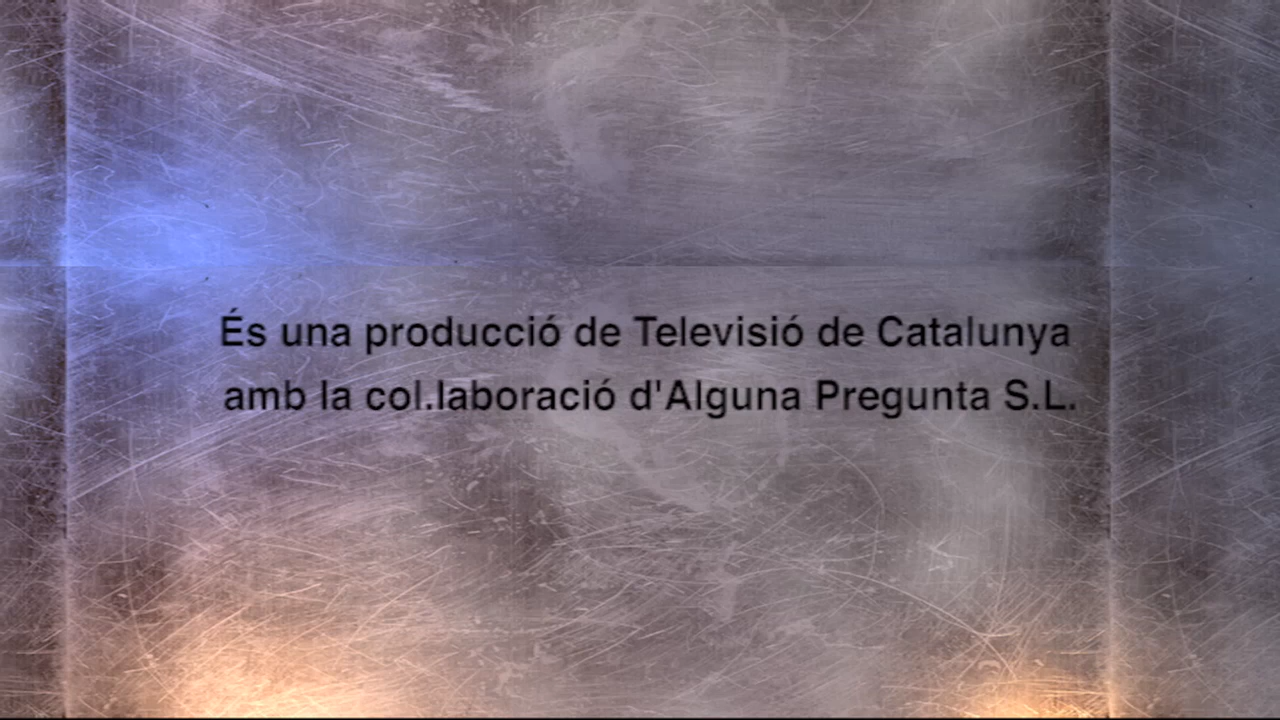 És una producció de Televisió de Catalunya
amb la col.laboració d'Alguna Pregunta S.L.